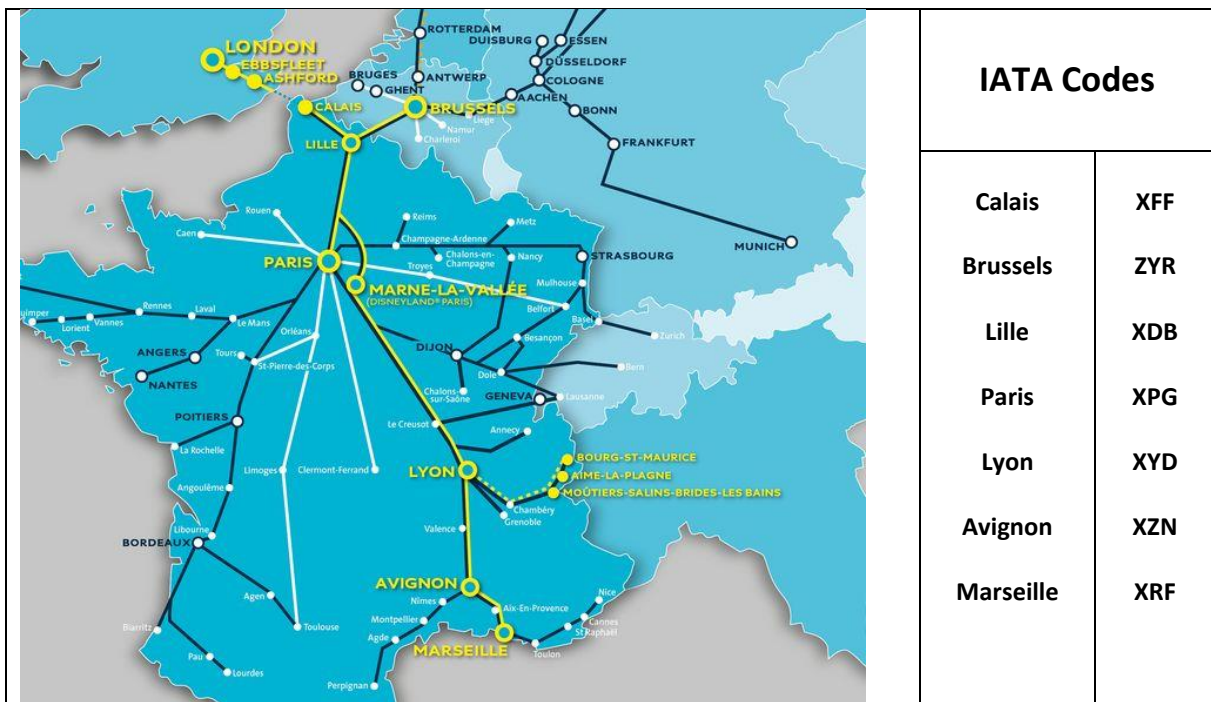 ROTTERDAM
DUISBURG
ESSEN
LONDON
EBBSFLEET
ASHFORD
DÜSSELDORF
BRUGES
GHENT
ANTWERP
COLOGNE
AACHEN
CALAIS
BRUSSELS
Liège
BONN
Namur
Charleroi
LILLE
FRANKFURT
Rouen
Reims
Metz
Caen
Champagne-Ardenne
MUNICH
PARIS
Chalons-en-
Champagne
Nancy
STRASBOURG
Troyes
MARNE-LA-VALLÉE
(DISNEYLAND® PARIS)
Mulhouse
Belfort
uimper
Lorient
Vannes
Rennes
Laval
Le Mans
Orléans
Basel
Zurich
Besançon
ANGERS
Tours
St-Pierre-des-Corps
DIJON
Dole
Bern
NANTES
Chalons-
sur-Saône
GENEVA
Lausanne
POITIERS
Le Creusot
Annecy
La Rochelle
BOURG-ST-MAURICE
Limoges
Clermont-Ferrand
LYON
AIME-LA-PLAGNE
Angoulême
MOÛTIERS-SALINS-BRIDES-LES BAINS
Chambéry
Grenoble
Valence
Libourne
BORDEAUX
AVIGNON
Agen
Nîmes
Aix-En-Provence
Nice
Biarritz
Toulouse
Montpellier
Cannes
St Raphaël
Agde
MARSEILLE
Toulon
Pau
Lourdes
Perpignan
IATA Codes
Calais XFF
Brussels ZYR
Lille XDB
Paris XPG
Lyon XYD
Avignon XZN
Marseille XRF